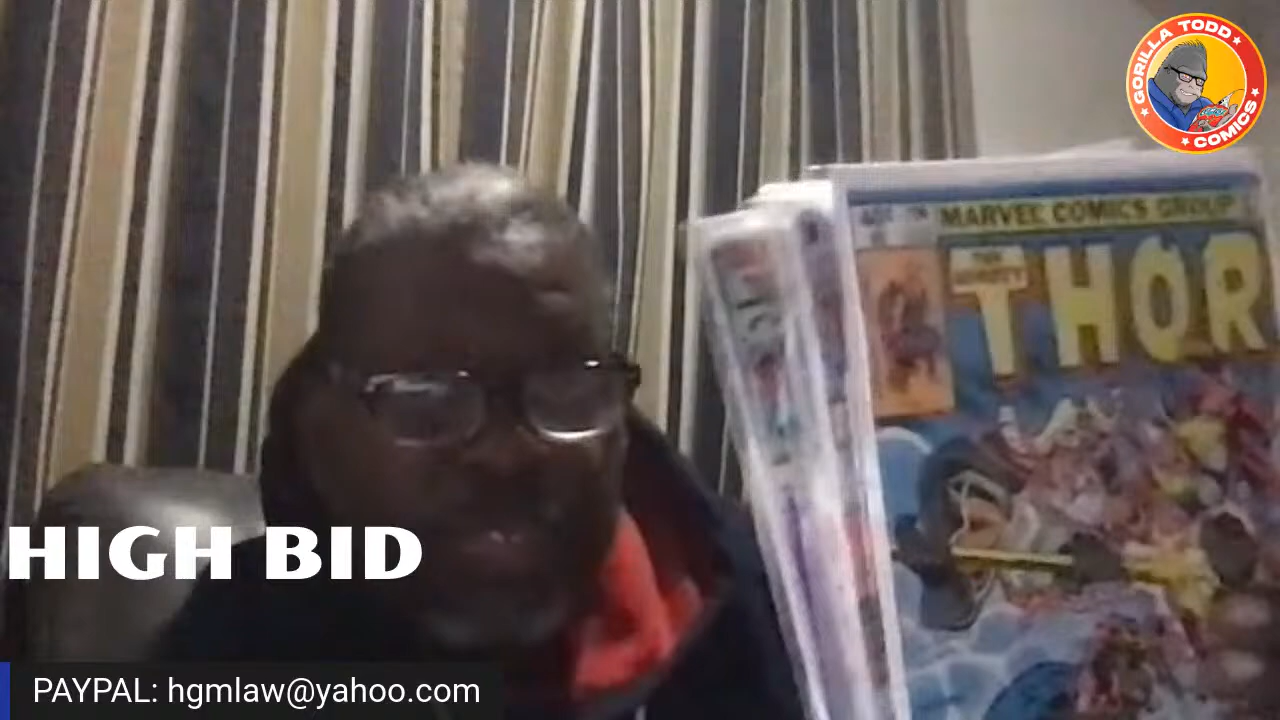 GORILLA TODD
COMICS
MARVEL COMICS GROUP
THE MIGHTY
THOR
HIGH BID
PAYPAL: hgmlaw@yahoo.com